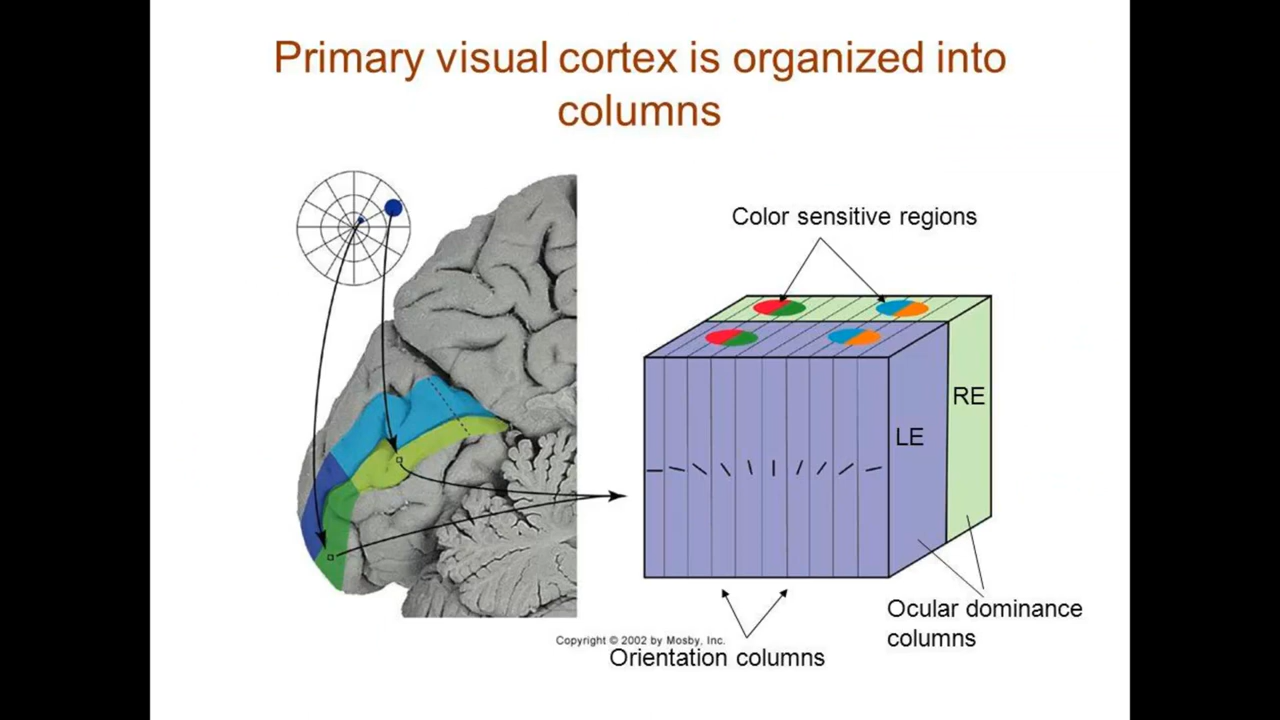 Primary visual cortex is organized into
columns
Color sensitive regions
RE
LE
Ocular dominance
columns
Copyright © 2002 by Mosby, Inc.
Orientation columns